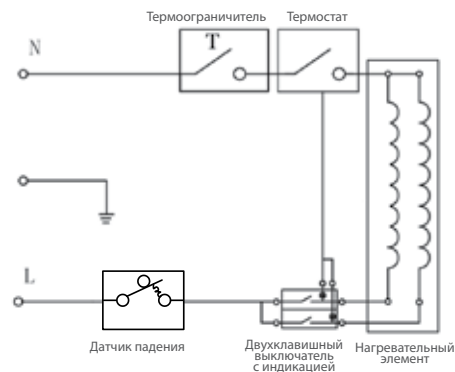 Термоограничитель
Термостат
N
T
L
Датчик падения
Двухклавишный
выключатель
с индикацией
Нагревательный
элемент